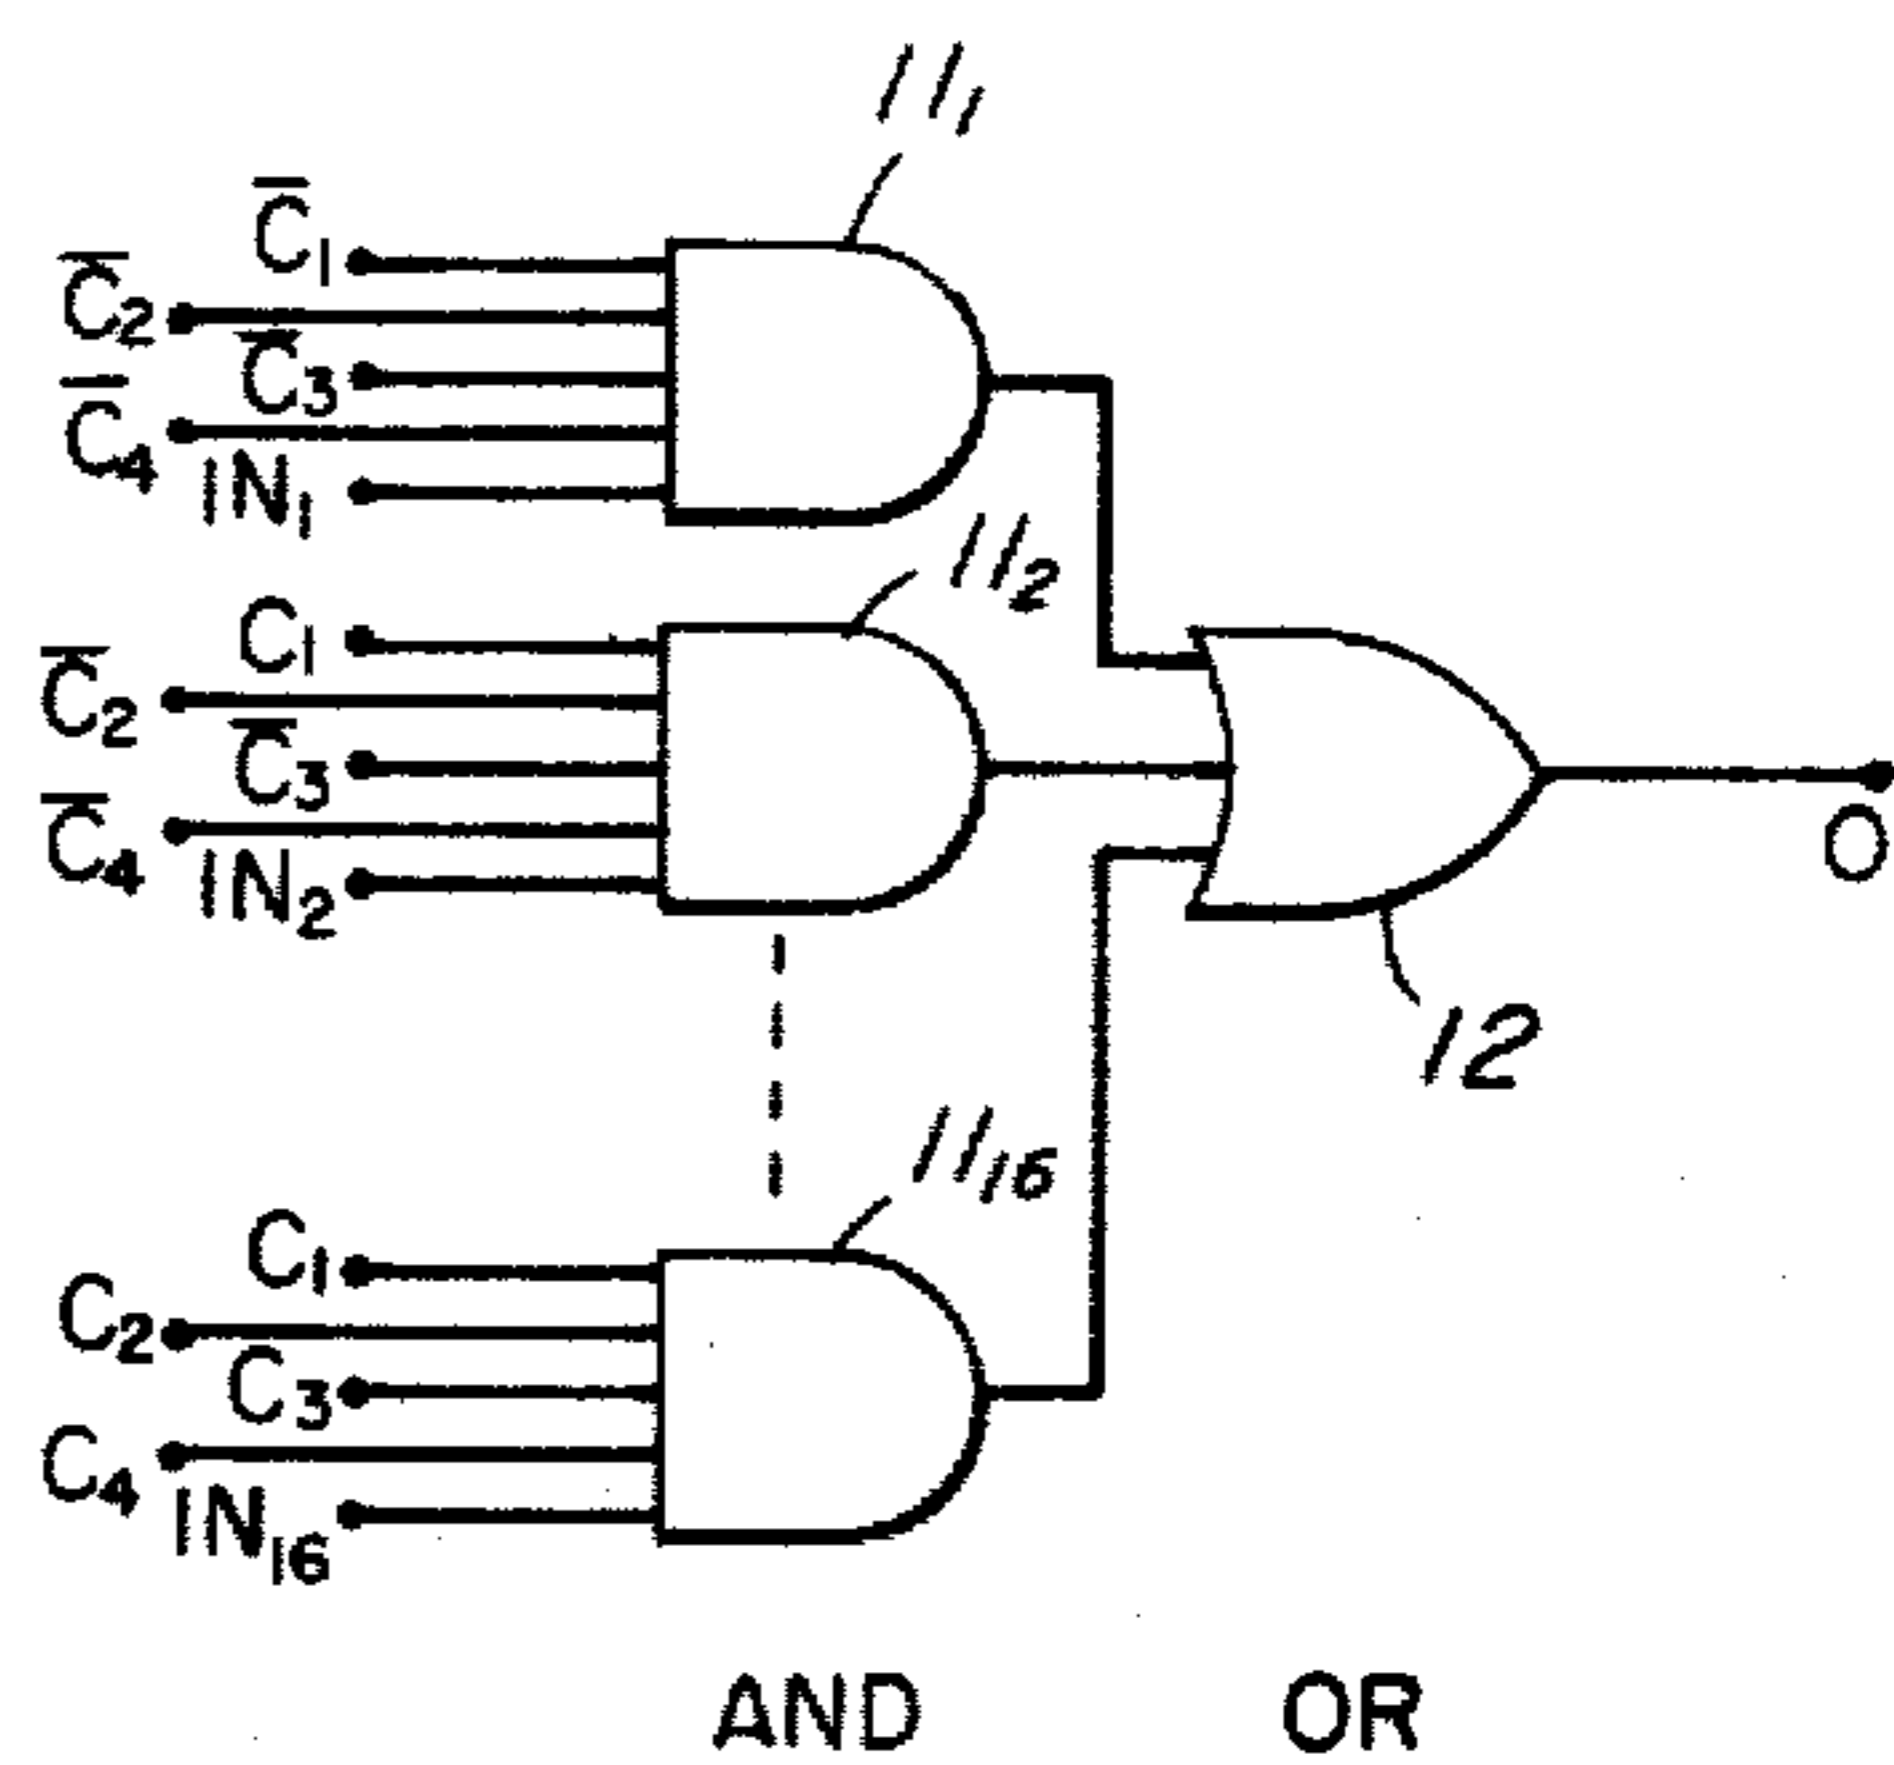 11₁
C̅₁
C̅₂
C̅₃
C̅₄
IN₁
11₂
C₁
C̅₂
C̅₃
C̅₄
IN₂
O
12
11₁₆
C₁
C₂
C₃
C₄
IN₁₆
AND OR